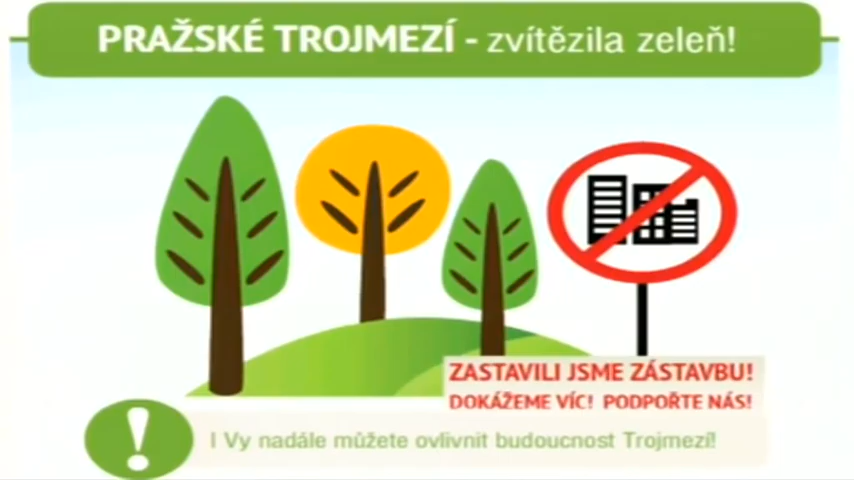 PRAŽSKÉ TROJMEZÍ - zvítězila zeleň!
ZASTAVILI JSME ZÁSTAVBU!
DOKÁŽEME VÍC! PODPOŘTE NÁS!
! I Vy nadále můžete ovlivnit budoucnost Trojmezí!